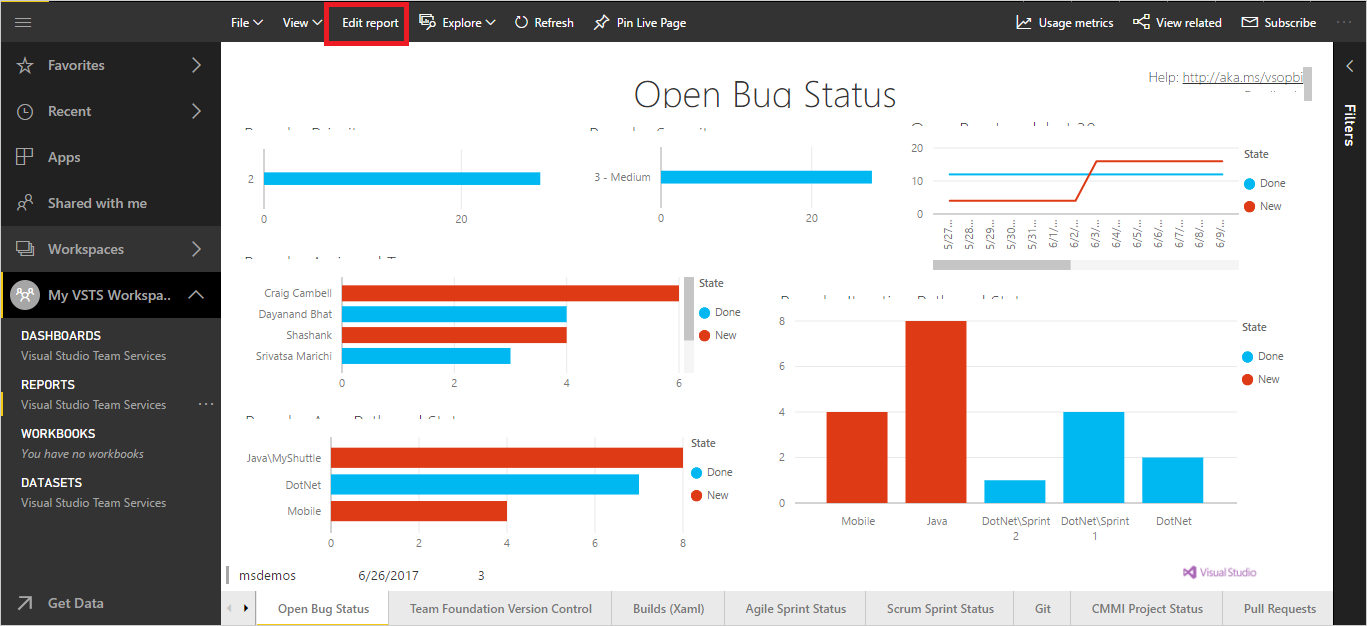 File View Edit report Explore Refresh Pin Live Page Usage metrics View related Subscribe
Favorites
Recent
Apps
Shared with me
Workspaces
My VSTS Workspa..
DASHBOARDS
Visual Studio Team Services
REPORTS
Visual Studio Team Services
WORKBOOKS
You have no workbooks
DATASETS
Visual Studio Team Services
Get Data
Open Bug Status
Help: http://aka.ms/vsopbi
2
0 20
3 - Medium
0 20
20
10
0
5/27...
5/28...
5/29...
5/30...
5/31...
6/1/...
6/2/...
6/3/...
6/4/...
6/5/...
6/6/...
6/7/...
6/8/...
6/9/...
State
Done
New
Craig Cambell
Dayanand Bhat
Shashank
Srivatsa Marichi
0 2 4 6
State
Done
New
Java\MyShuttle
DotNet
Mobile
0 2 4 6 8
State
Done
New
8
6
4
2
0
Mobile Java DotNet\Sprint 2 DotNet\Sprint 1 DotNet
State
Done
New
msdemos 6/26/2017 3
Visual Studio
Filters
Open Bug Status Team Foundation Version Control Builds (Xaml) Agile Sprint Status Scrum Sprint Status Git CMMI Project Status Pull Requests